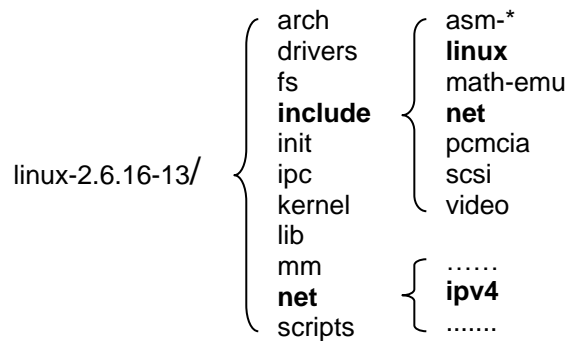 linux-2.6.16-13/
arch
drivers
fs
include
init
ipc
kernel
lib
mm
net
scripts
asm-*
linux
math-emu
net
pcmcia
scsi
video
……
ipv4
.......